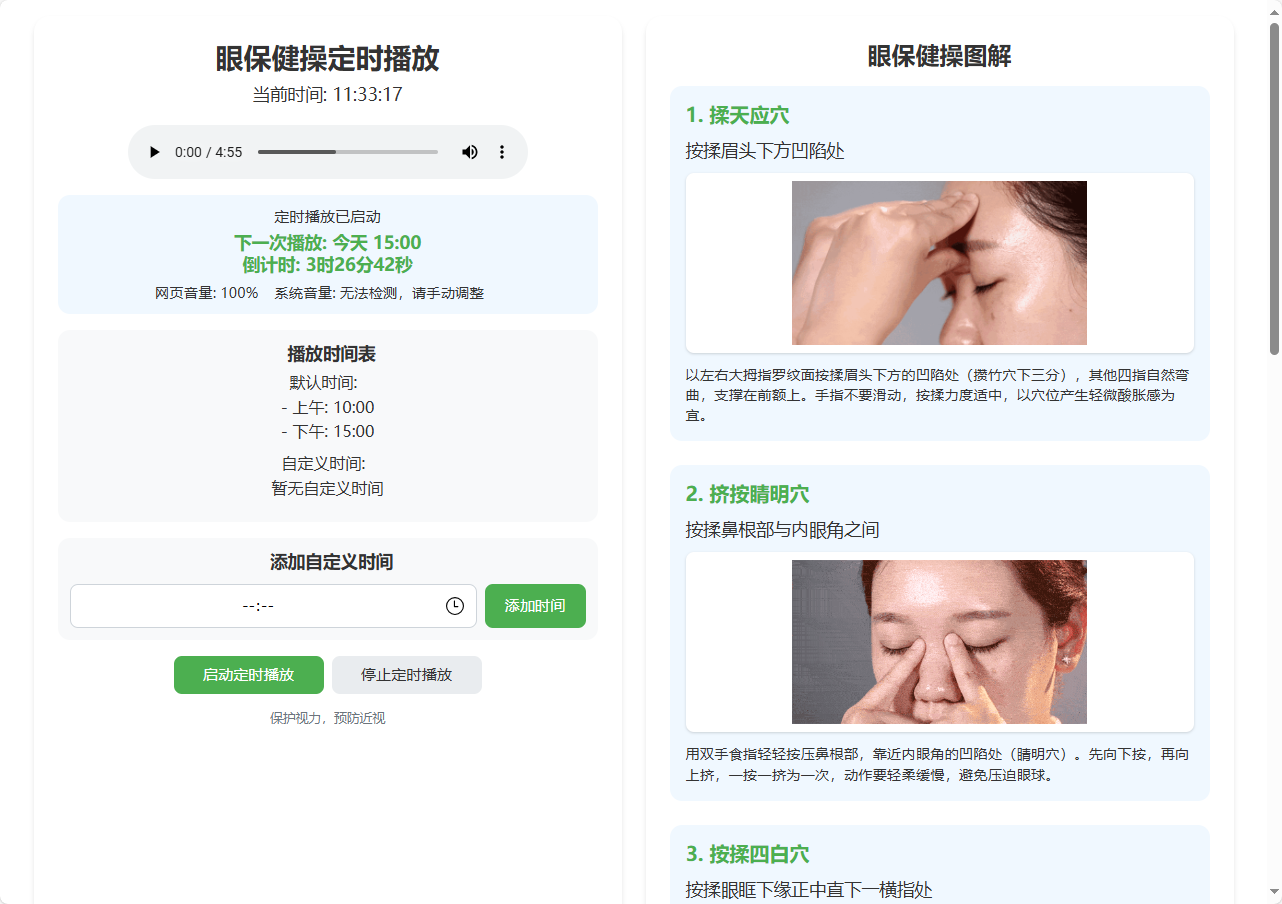 眼保健操定时播放
当前时间: 11:33:17
0:00 / 4:55
定时播放已启动
下一次播放: 今天 15:00
倒计时: 3时26分42秒
网页音量: 100% 系统音量: 无法检测，请手动调整
播放时间表
默认时间:
- 上午: 10:00
- 下午: 15:00
自定义时间:
暂无自定义时间
添加自定义时间
--:--
添加时间
启动定时播放
停止定时播放
保护视力，预防近视
眼保健操图解
1. 揉天应穴
按揉眉头下方凹陷处
以左右大拇指罗纹面按揉眉头下方的凹陷处（攒竹穴下三分），其他四指自然弯
曲，支撑在前额上。手指不要滑动，按揉力度适中，以穴位产生轻微酸胀感为
宜。
2. 挤按睛明穴
按揉鼻根部与内眼角之间
用双手食指轻轻按压鼻根部，靠近内眼角的凹陷处（睛明穴）。先向下按，再向
上挤，一按一挤为一次，动作要轻柔缓慢，避免压迫眼球。
3. 按揉四白穴
按揉眼眶下缘正中直下一横指处